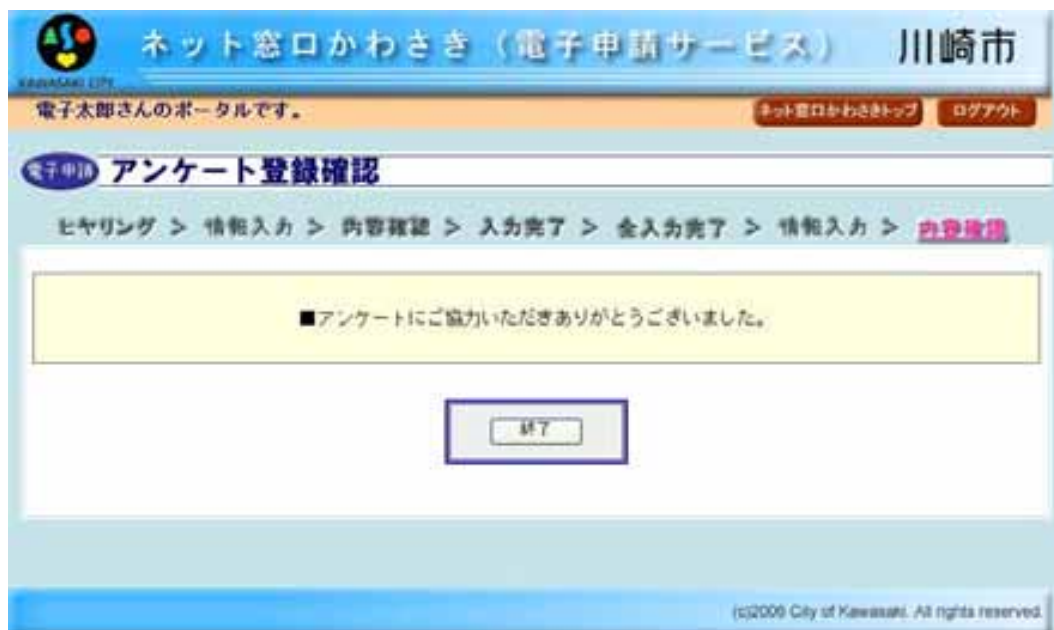 ネット窓口かわさき（電子申請サービス） 川崎市
KAWASAKI CITY
電子太郎さんのポータルです。 ネット窓口かわさきトップ ログアウト
電子申請 アンケート登録確認
ヒヤリング > 情報入力 > 内容確認 > 入力完了 > 全入力完了 > 情報入力 > 内容確認
■アンケートにご協力いただきありがとうございました。
終了
(c)2006 City of Kawasaki. All rights reserved.